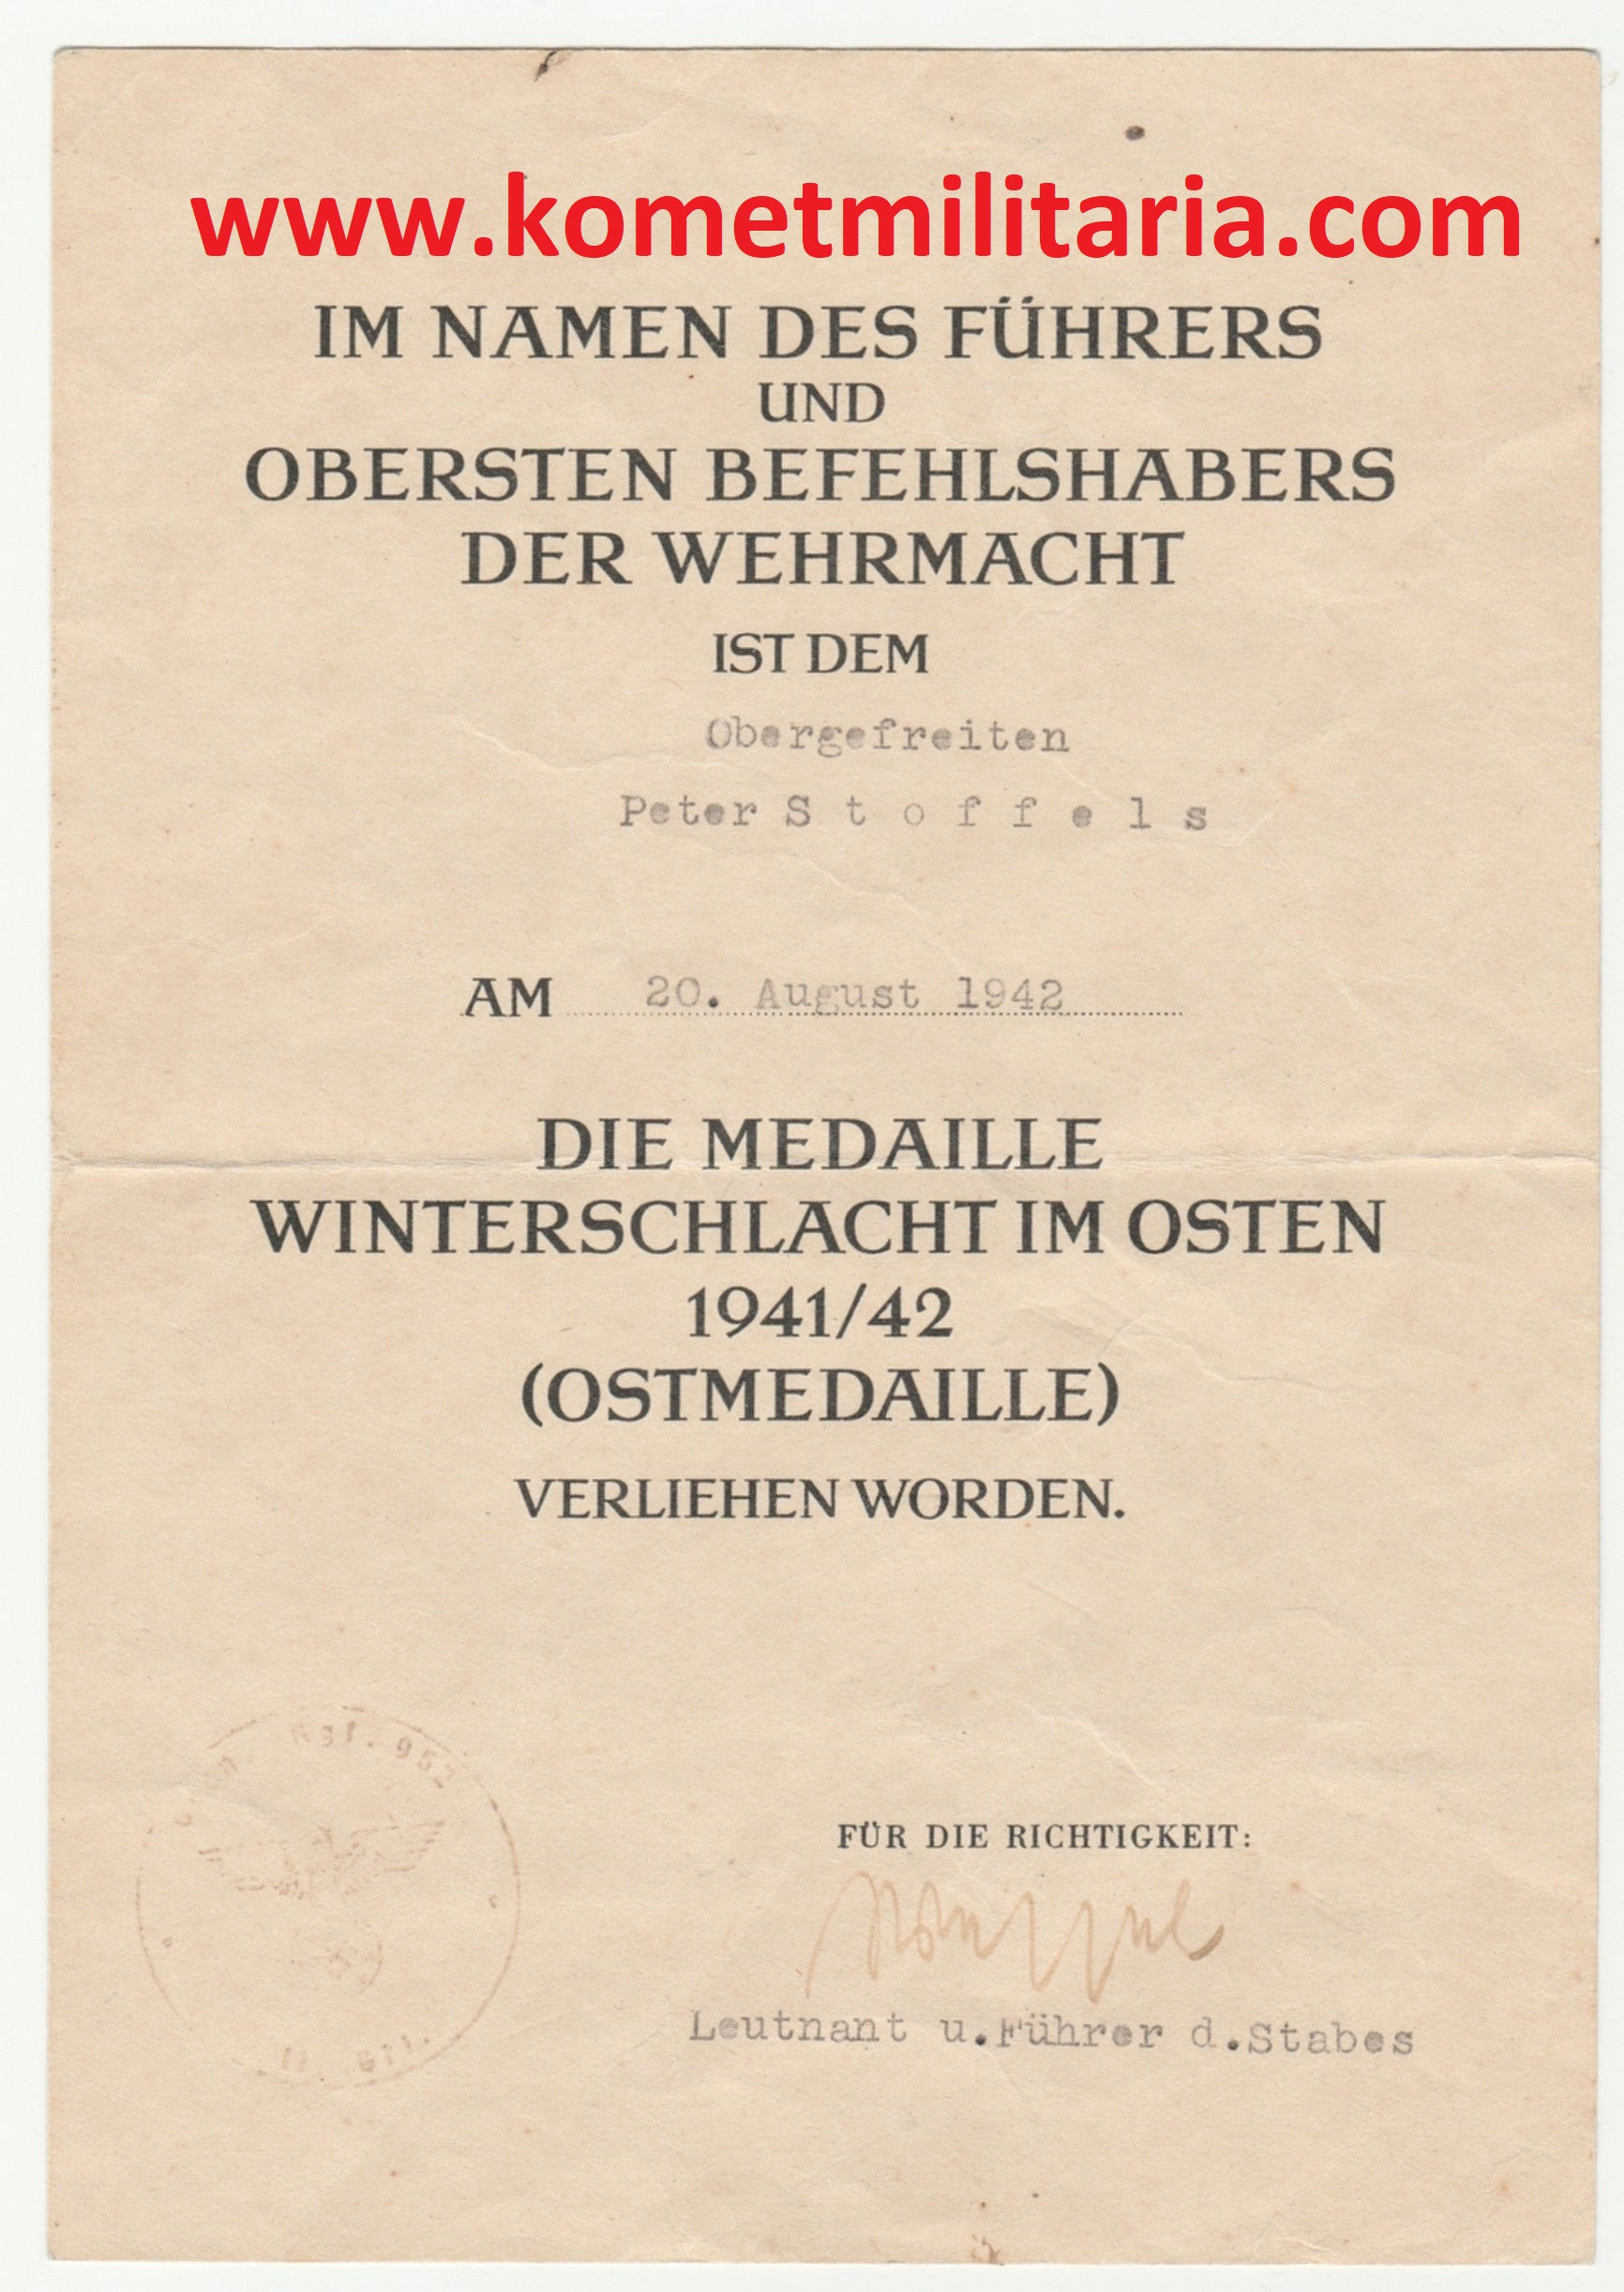 www.kometmilitaria.com
IM NAMEN DES FÜHRERS
UND
OBERSTEN BEFEHLSHABERS
DER WEHRMACHT
IST DEM
Obergefreiten
Peter S t o f f e l s
AM 20. August 1942
DIE MEDAILLE
WINTERSCHLACHT IM OSTEN
1941/42
(OSTMEDAILLE)
VERLIEHEN WORDEN.
FÜR DIE RICHTIGKEIT:
Leutnant u.Führer d.Stabes